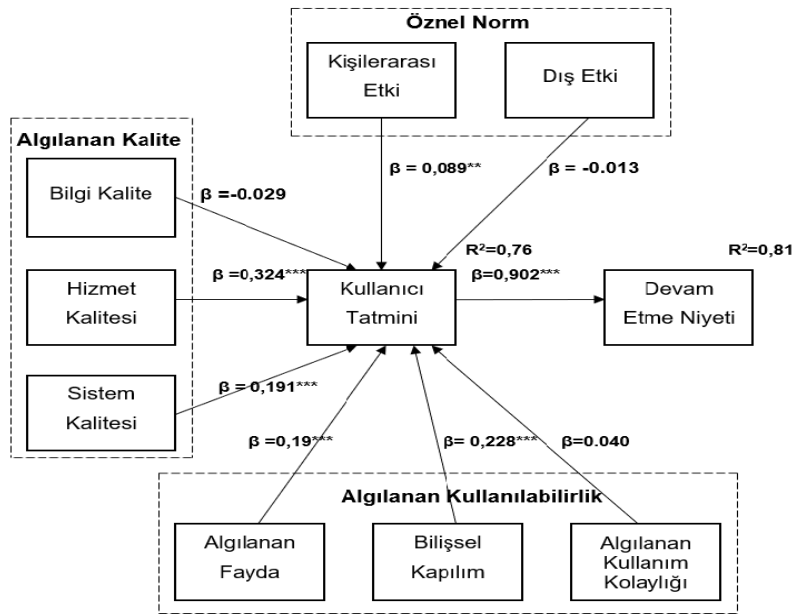 Öznel Norm
Kişilerarası
Etki
Dış Etki
Algılanan Kalite
Bilgi Kalite
β =-0.029
β = 0,089**
β = -0.013
Hizmet
Kalitesi
β =0,324***
Kullanıcı
Tatmini
R²=0,76
β=0,902***
R²=0,81
Devam
Etme Niyeti
Sistem
Kalitesi
β = 0,191***
β =0,19***
β= 0,228***
β=0.040
Algılanan Kullanılabilirlik
Algılanan
Fayda
Bilişsel
Kapılım
Algılanan
Kullanım
Kolaylığı